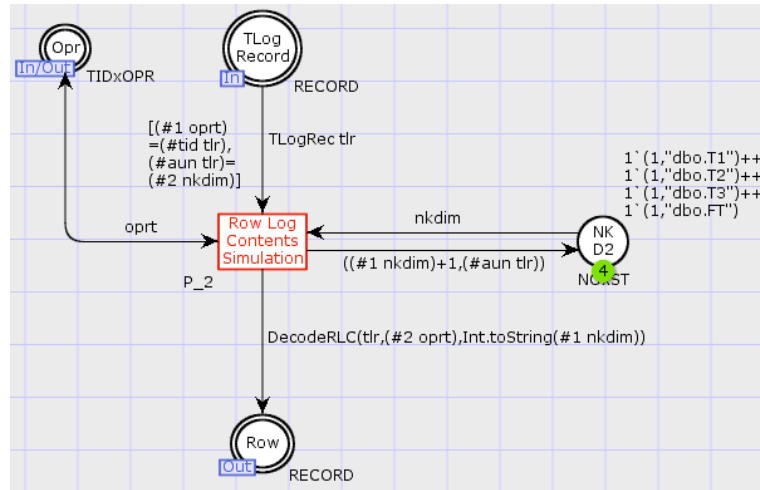 Opr
In/Out
TIDxOPR
TLog
Record
In
RECORD
[(#1 oprt)
=(#tid tlr),
(#aun tlr)=
(#2 nkdim)]
TLogRec tlr
1`(1,"dbo.T1")++
1`(1,"dbo.T2")++
1`(1,"dbo.T3")++
1`(1,"dbo.FT")
oprt
Row Log
Contents
Simulation
P_2
nkdim
((#1 nkdim)+1,(#aun tlr))
NK
D2
4
DecodeRLC(tlr,(#2 oprt),Int.toString(#1 nkdim))
Row
Out
RECORD